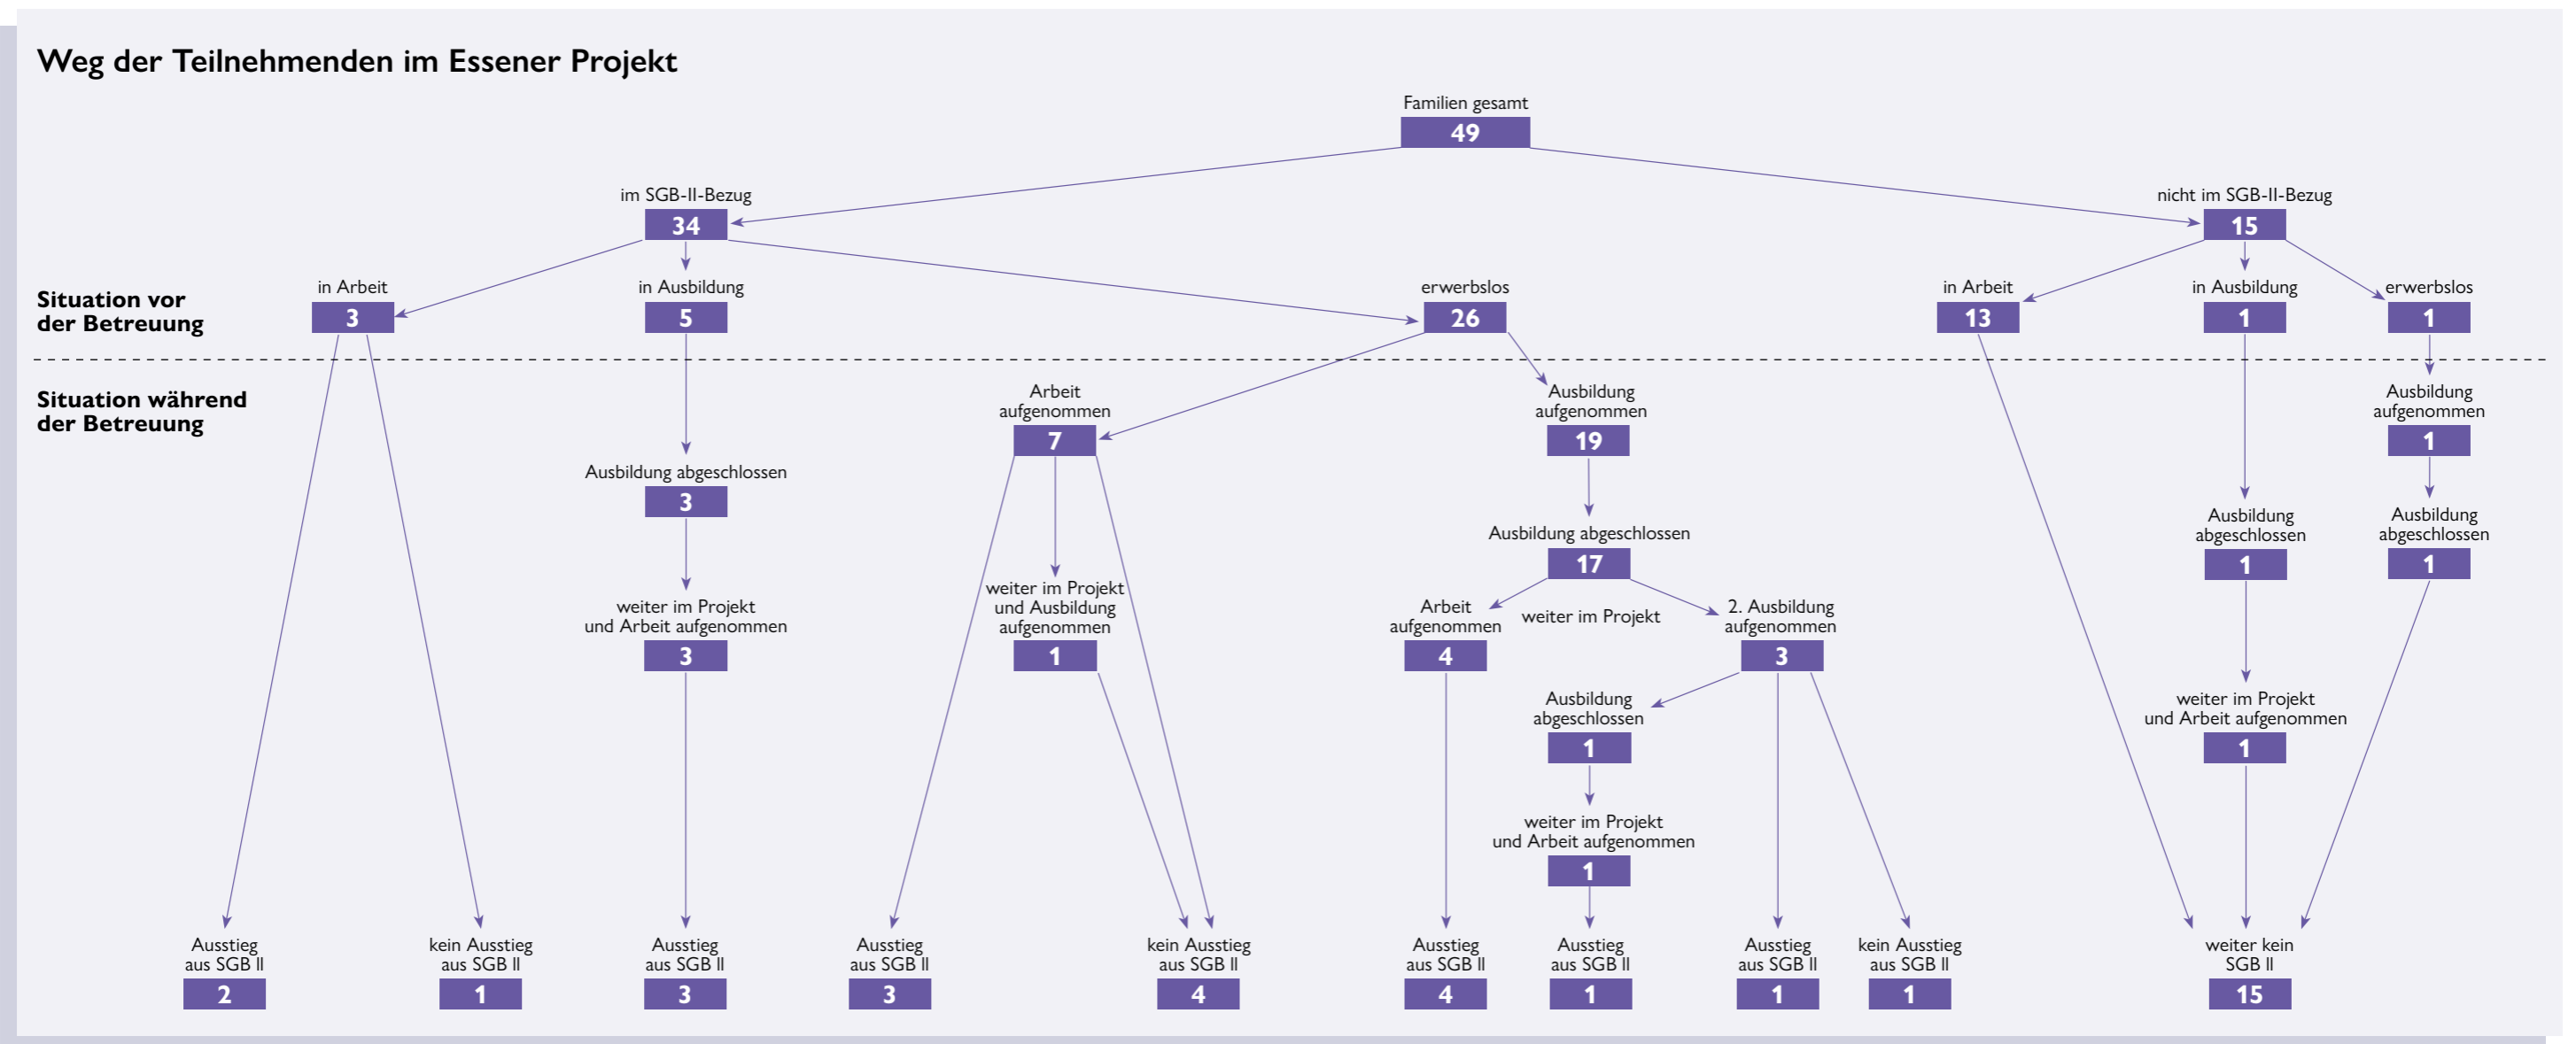 Weg der Teilnehmenden im Essener Projekt
Familien gesamt
49
im SGB-II-Bezug
34
nicht im SGB-II-Bezug
15
Situation vor
der Betreuung
in Arbeit
3
in Ausbildung
5
erwerbslos
26
in Arbeit
13
in Ausbildung
1
erwerbslos
1
Situation während
der Betreuung
Arbeit
aufgenommen
7
Ausbildung
aufgenommen
19
Ausbildung
aufgenommen
1
Ausbildung abgeschlossen
3
Ausbildung abgeschlossen
17
Ausbildung
abgeschlossen
1
Ausbildung
abgeschlossen
1
weiter im Projekt
und Arbeit aufgenommen
3
weiter im Projekt
und Ausbildung
aufgenommen
1
Arbeit
aufgenommen
4
weiter im Projekt
2. Ausbildung
aufgenommen
3
Ausbildung
abgeschlossen
1
weiter im Projekt
und Arbeit aufgenommen
1
weiter im Projekt
und Arbeit aufgenommen
1
Ausstieg
aus SGB II
2
kein Ausstieg
aus SGB II
1
Ausstieg
aus SGB II
3
Ausstieg
aus SGB II
3
kein Ausstieg
aus SGB II
4
Ausstieg
aus SGB II
4
Ausstieg
aus SGB II
1
Ausstieg
aus SGB II
1
kein Ausstieg
aus SGB II
1
weiter kein
SGB II
15